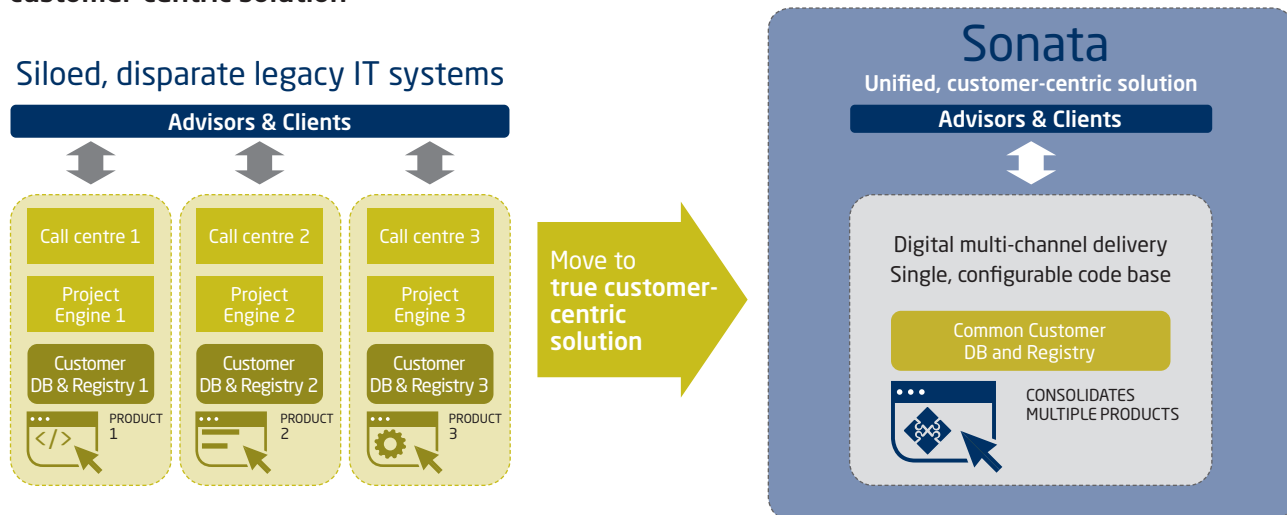 customer-centric solution
Siloed, disparate legacy IT systems
Advisors & Clients
Call centre 1
Project
Engine 1
Customer
DB & Registry 1
</>
PRODUCT
1
Call centre 2
Project
Engine 2
Customer
DB & Registry 2
PRODUCT
2
Call centre 3
Project
Engine 3
Customer
DB & Registry 3
PRODUCT
3
Move to
true customer-
centric
solution
Sonata
Unified, customer-centric solution
Advisors & Clients
Digital multi-channel delivery
Single, configurable code base
Common Customer
DB and Registry
CONSOLIDATES
MULTIPLE PRODUCTS